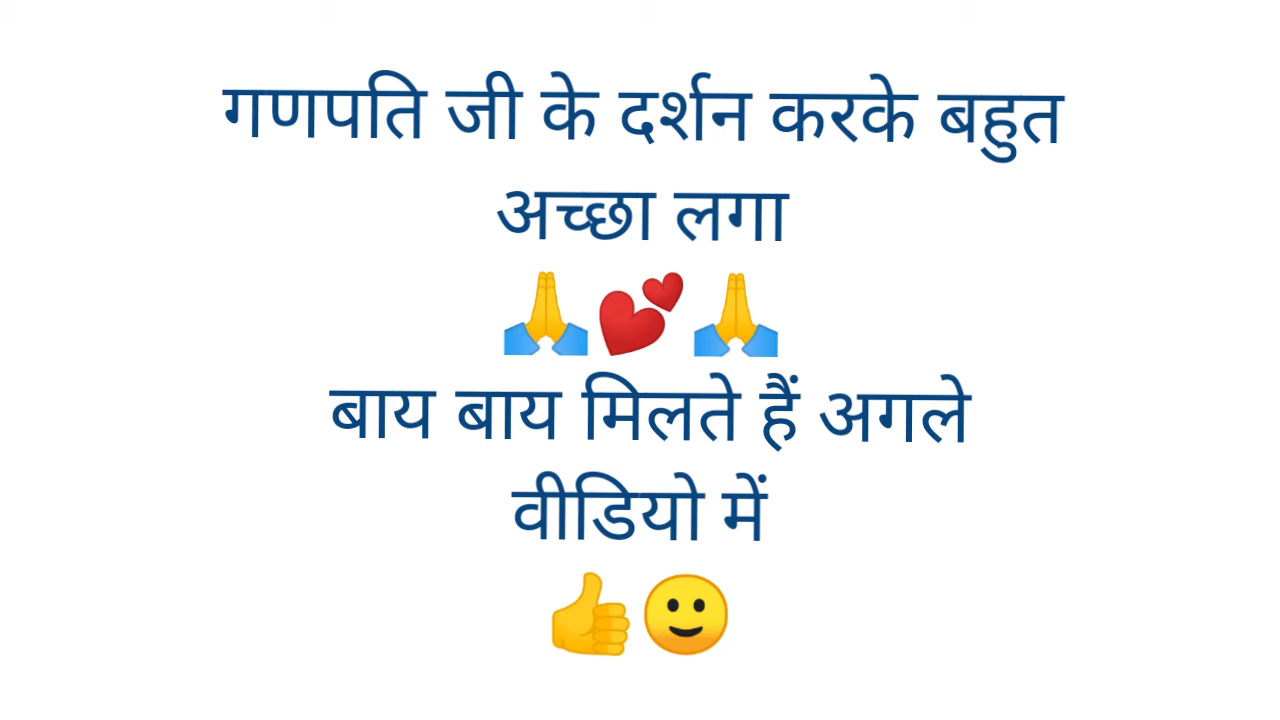 गणपति जी के दर्शन करके बहुत
अच्छा लगा
🙏💕🙏
बाय बाय मिलते हैं अगले
वीडियो में
👍🙂